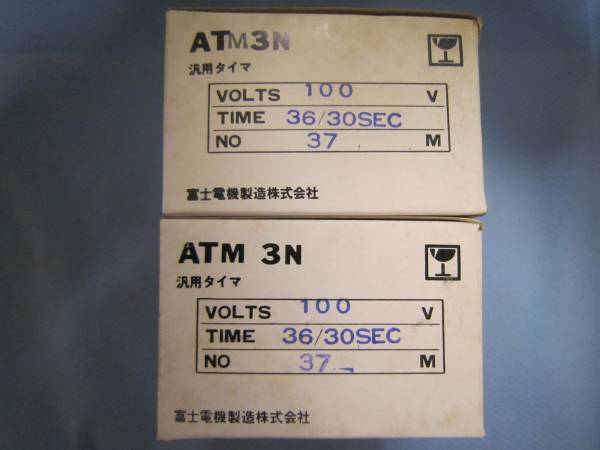 ATM3N
汎用タイマ
VOLTS 100 V
TIME 36/30SEC
NO 37 M
富士電機製造株式会社
ATM 3N
汎用タイマ
VOLTS 100 V
TIME 36/30SEC
NO 37 M
富士電機製造株式会社